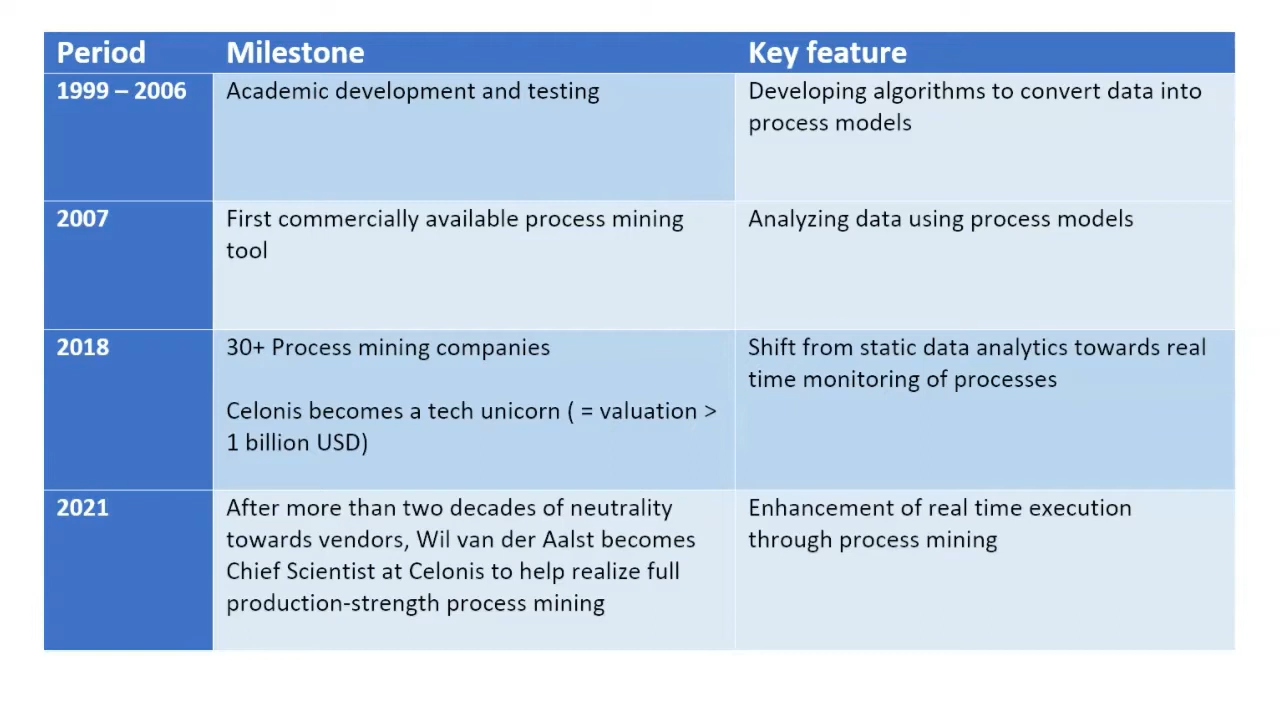 Period Milestone Key feature
1999 – 2006 Academic development and testing Developing algorithms to convert data into
process models
2007 First commercially available process mining Analyzing data using process models
tool
2018 30+ Process mining companies Shift from static data analytics towards real
time monitoring of processes
Celonis becomes a tech unicorn ( = valuation >
1 billion USD)
2021 After more than two decades of neutrality Enhancement of real time execution
towards vendors, Wil van der Aalst becomes through process mining
Chief Scientist at Celonis to help realize full
production-strength process mining